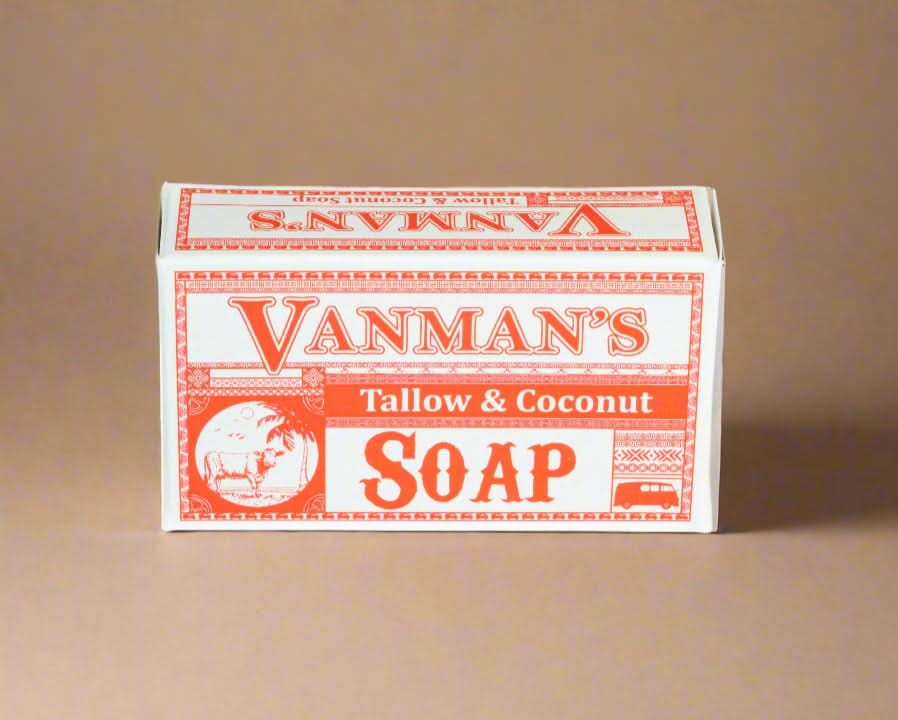 Tallow & Coconut Soap
VANMAN'S
VANMAN'S
Tallow & Coconut
SOAP